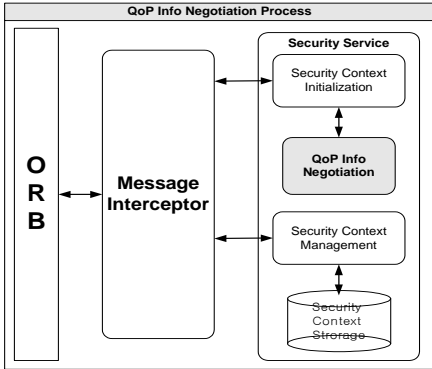 QoP Info Negotiation Process
Security Service
Security Context
Initialization
QoP Info
Negotiation
O
R
B
Message
Interceptor
Security Context
Management
Security
Context
Strorage